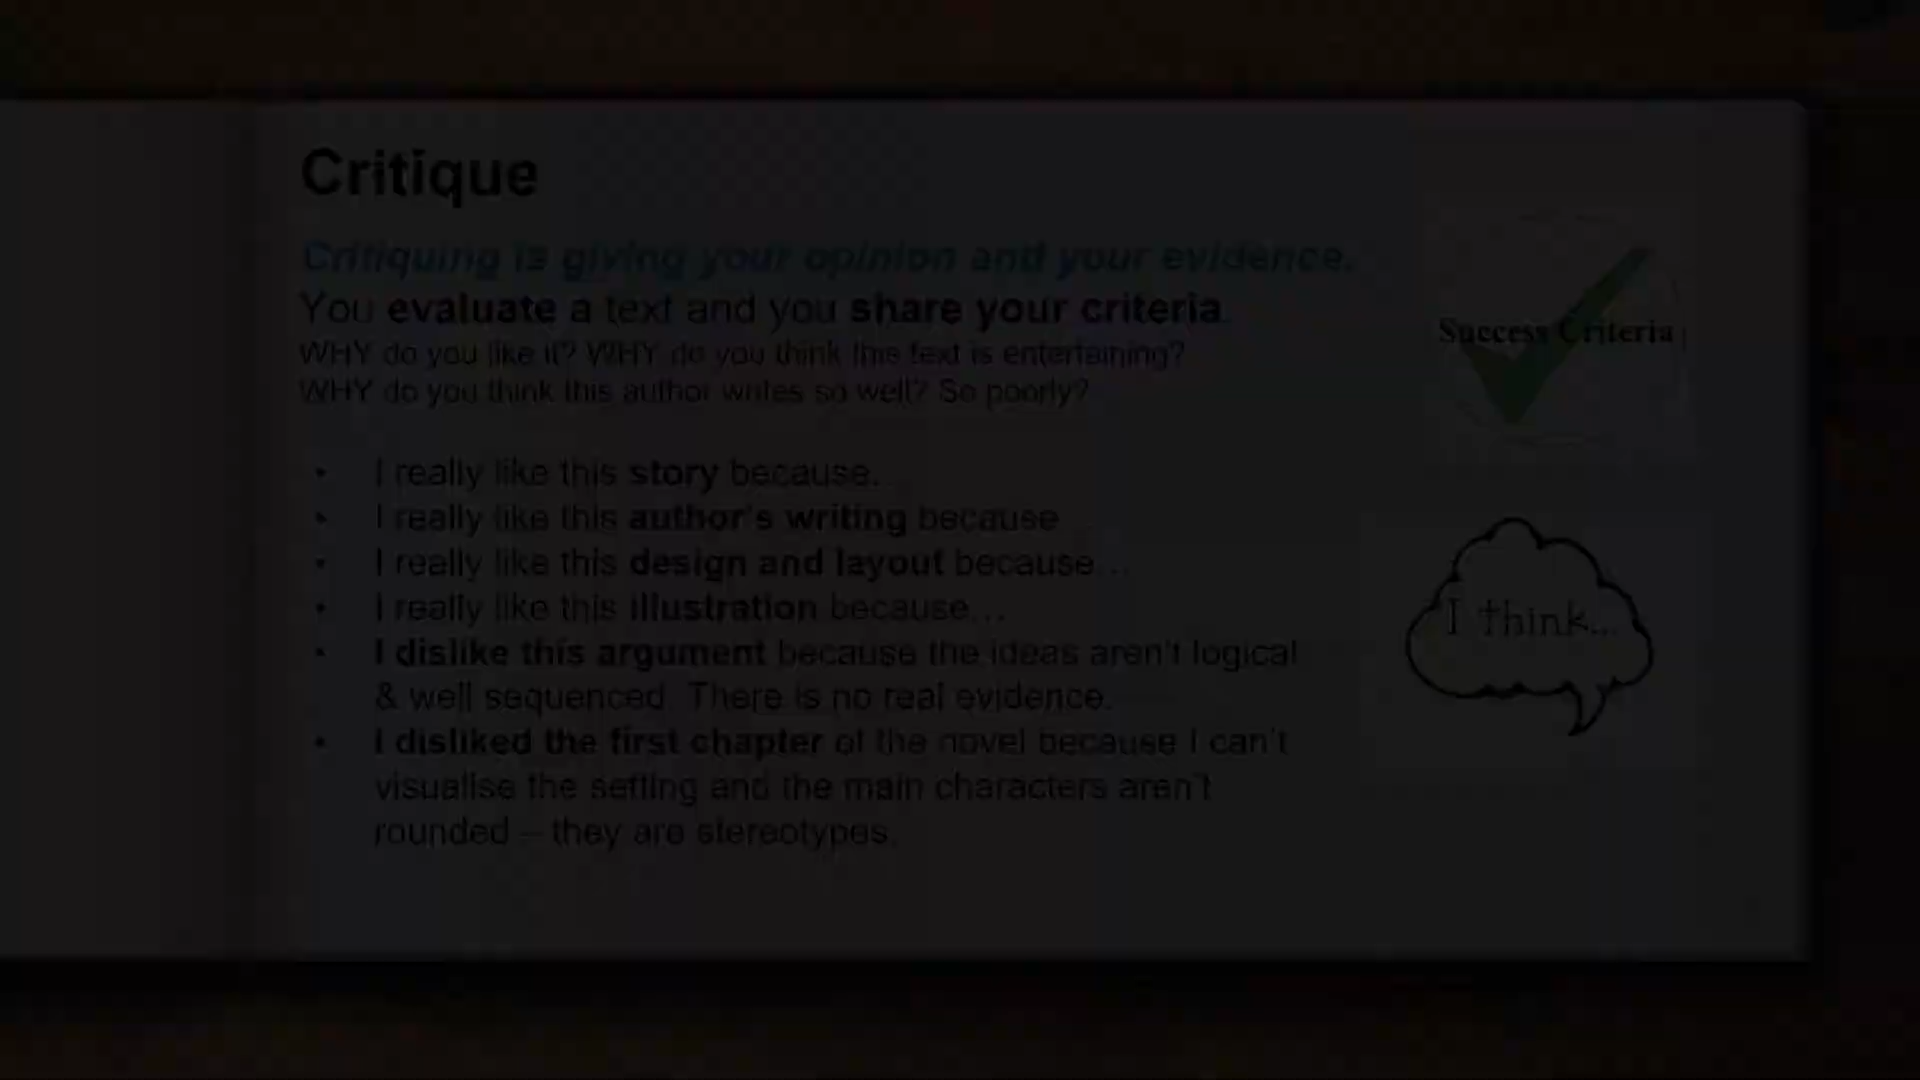 Critique
Critiquing is giving your opinion and your evidence.
You evaluate a text and you share your criteria.
WHY do you like it? WHY do you think this text is entertaining?
WHY do you think this author writes so well? So poorly?
• I really like this story because..
• I really like this author's writing because
• I really like this design and layout because…
• I really like this illustration because…
• I dislike this argument because the ideas aren't logical
& well sequenced. There is no real evidence.
• I disliked the first chapter of the novel because I can't
visualise the setting and the main characters aren't
rounded – they are stereotypes.
Success Criteria
I think...